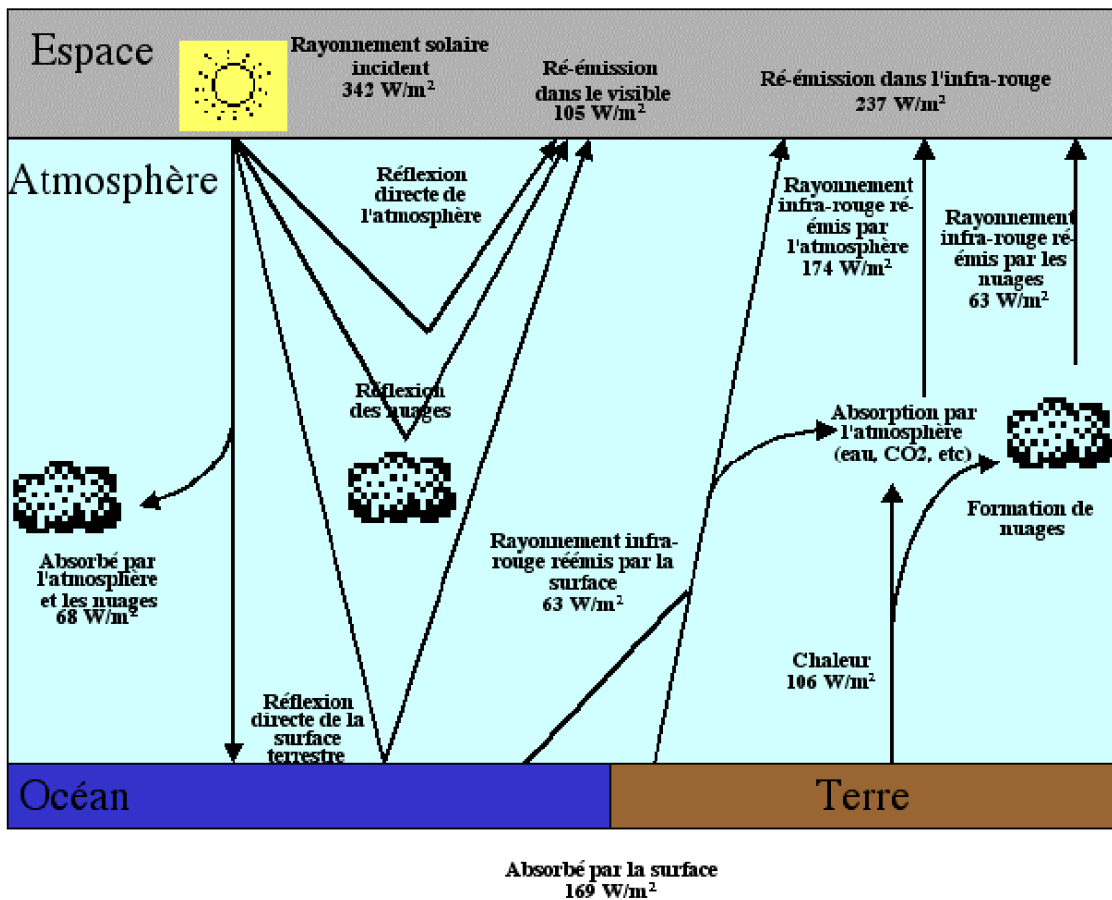 Espace
Rayonnement solaire
incident
342 W/m²
Ré-émission
dans le visible
105 W/m²
Ré-émission dans l'infra-rouge
237 W/m²
Atmosphère
Réflexion
directe de
l'atmosphère
Rayonnement
infra-rouge ré-
émis par
l'atmosphère
174 W/m²
Rayonnement
infra-rouge ré-
émis par les
nuages
63 W/m²
Réflexion
des nuages
Absorption par
l'atmosphère
(eau, CO2, etc)
Formation de
nuages
Absorbé par
l'atmosphère
et les nuages
68 W/m²
Rayonnement infra-
rouge réémis par la
surface
63 W/m²
Chaleur
106 W/m²
Réflexion
directe de la
surface
terrestre
Océan
Terre
Absorbé par la surface
169 W/m²